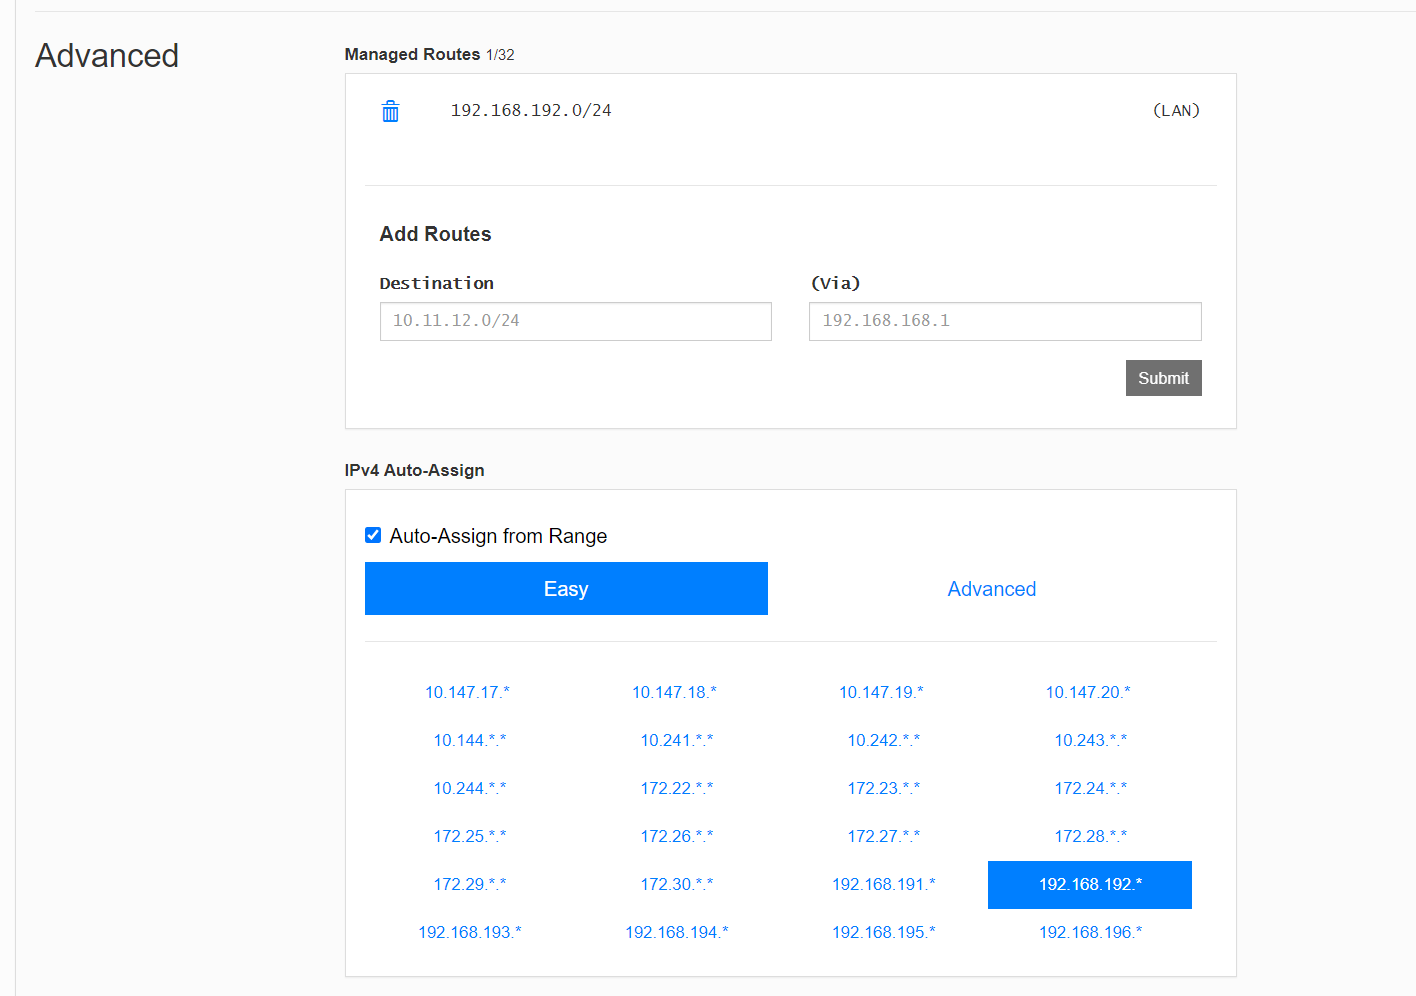 Advanced
Managed Routes 1/32
192.168.192.0/24 (LAN)
Add Routes
Destination (Via)
10.11.12.0/24 192.168.168.1
Submit
IPv4 Auto-Assign
Auto-Assign from Range
Easy Advanced
10.147.17.* 10.147.18.* 10.147.19.* 10.147.20.*
10.144.*.* 10.241.*.* 10.242.*.* 10.243.*.*
10.244.*.* 172.22.*.* 172.23.*.* 172.24.*.*
172.25.*.* 172.26.*.* 172.27.*.* 172.28.*.*
172.29.*.* 172.30.*.* 192.168.191.* 192.168.192.*
192.168.193.* 192.168.194.* 192.168.195.* 192.168.196.*